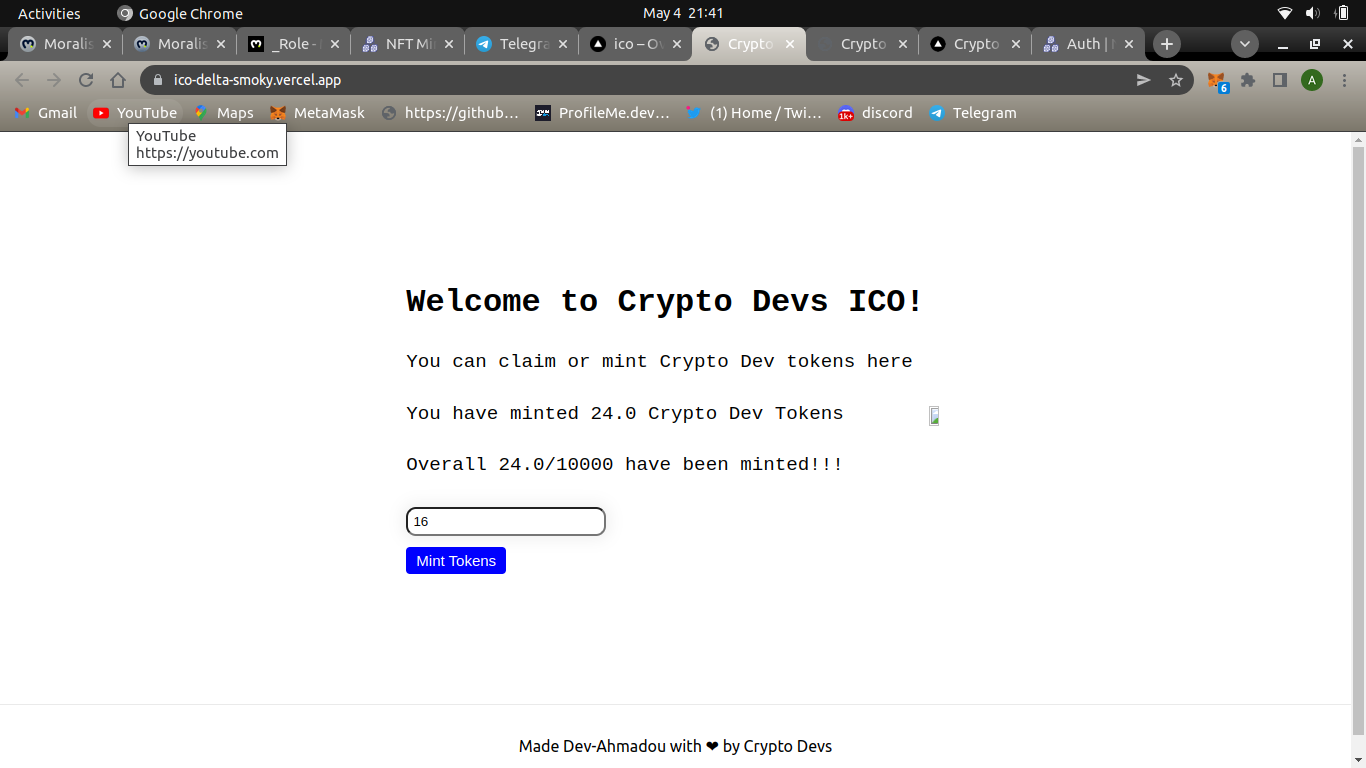 Activities Google Chrome May 4 21:41
Moralis Moralis _Role - NFT Mi Telegra ico – Ov Crypto Crypto Crypto Auth |
ico-delta-smoky.vercel.app A 6
Gmail YouTube Maps MetaMask https://github... ProfileMe.dev... (1) Home / Twi... 1k+ discord Telegram
YouTube
https://youtube.com
Welcome to Crypto Devs ICO!
You can claim or mint Crypto Dev tokens here
You have minted 24.0 Crypto Dev Tokens
Overall 24.0/10000 have been minted!!!
16
Mint Tokens
Made Dev-Ahmadou with ❤ by Crypto Devs